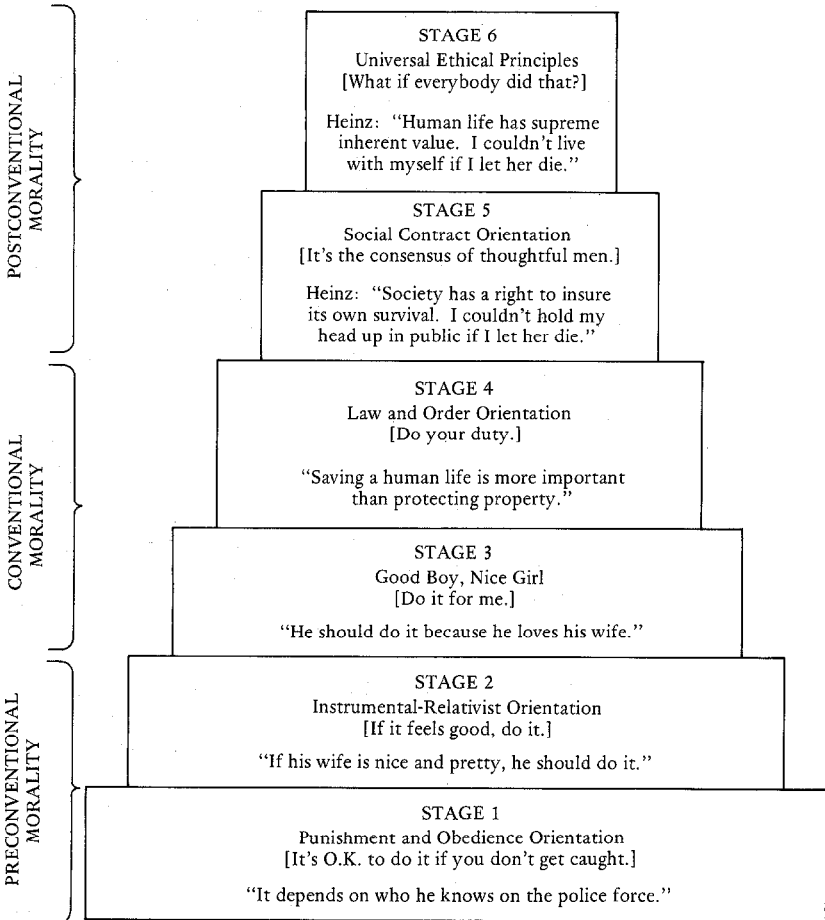 STAGE 6
Universal Ethical Principles
[What if everybody did that?]
Heinz: “Human life has supreme
inherent value. I couldn’t live
with myself if I let her die.”
POSTCONVENTIONAL
MORALITY
STAGE 5
Social Contract Orientation
[It’s the consensus of thoughtful men.]
Heinz: “Society has a right to insure
its own survival. I couldn’t hold my
head up in public if I let her die.”
STAGE 4
Law and Order Orientation
[Do your duty.]
“Saving a human life is more important
than protecting property.”
CONVENTIONAL
MORALITY
STAGE 3
Good Boy, Nice Girl
[Do it for me.]
“He should do it because he loves his wife.”
STAGE 2
Instrumental-Relativist Orientation
[If it feels good, do it.]
“If his wife is nice and pretty, he should do it.”
PRECONVENTIONAL
MORALITY
STAGE 1
Punishment and Obedience Orientation
[It’s O.K. to do it if you don’t get caught.]
“It depends on who he knows on the police force.”